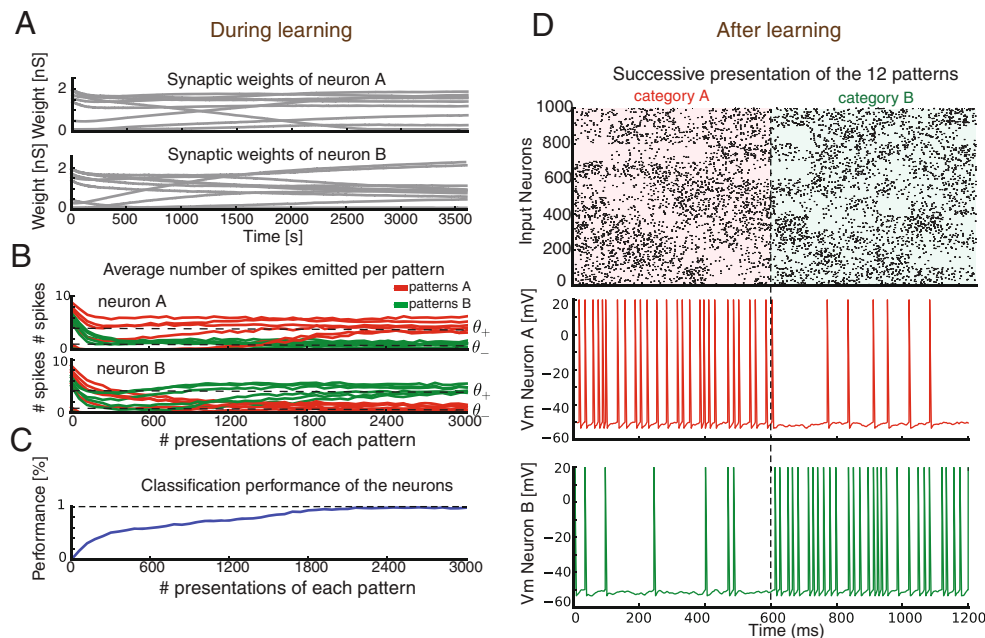 A
During learning
Synaptic weights of neuron A
Weight [nS]
2
0
Synaptic weights of neuron B
Weight [nS]
2
0
0 500 1000 1500 2000 2500 3000 3500
Time [s]
B
Average number of spikes emitted per pattern
patterns A
patterns B
neuron A
# spikes
10
0
θ+
θ−
neuron B
# spikes
10
0
θ+
θ−
600 1200 1800 2400 3000
# presentations of each pattern
C
Classification performance of the neurons
Performance [%]
1
0
0 600 1200 1800 2400 3000
# presentations of each pattern
D
After learning
Successive presentation of the 12 patterns
category A
category B
Input Neurons
1000
800
600
400
200
0
Vm Neuron A [mV]
20
0
−20
−40
−60
Vm Neuron B [mV]
20
0
−20
−40
−60
0 200 400 600 800 1000 1200
Time (ms)